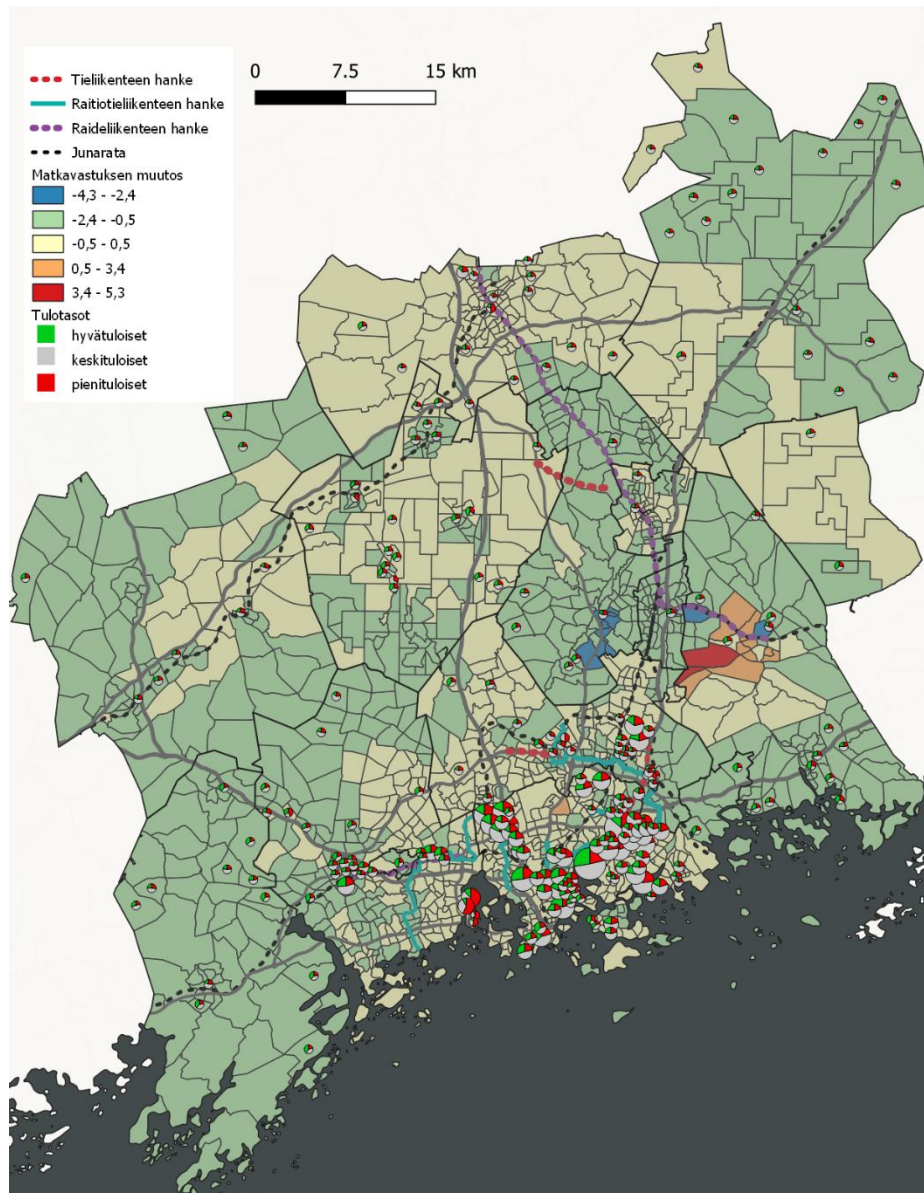 Tieliikenteen hanke
Raitiotieliikenteen hanke
Raideliikenteen hanke
Junarata
Matkavastuksen muutos
-4,3 - -2,4
-2,4 - -0,5
-0,5 - 0,5
0,5 - 3,4
3,4 - 5,3
Tulotasot
hyvätuloiset
keskituloiset
pienituloiset
0 7.5 15 km